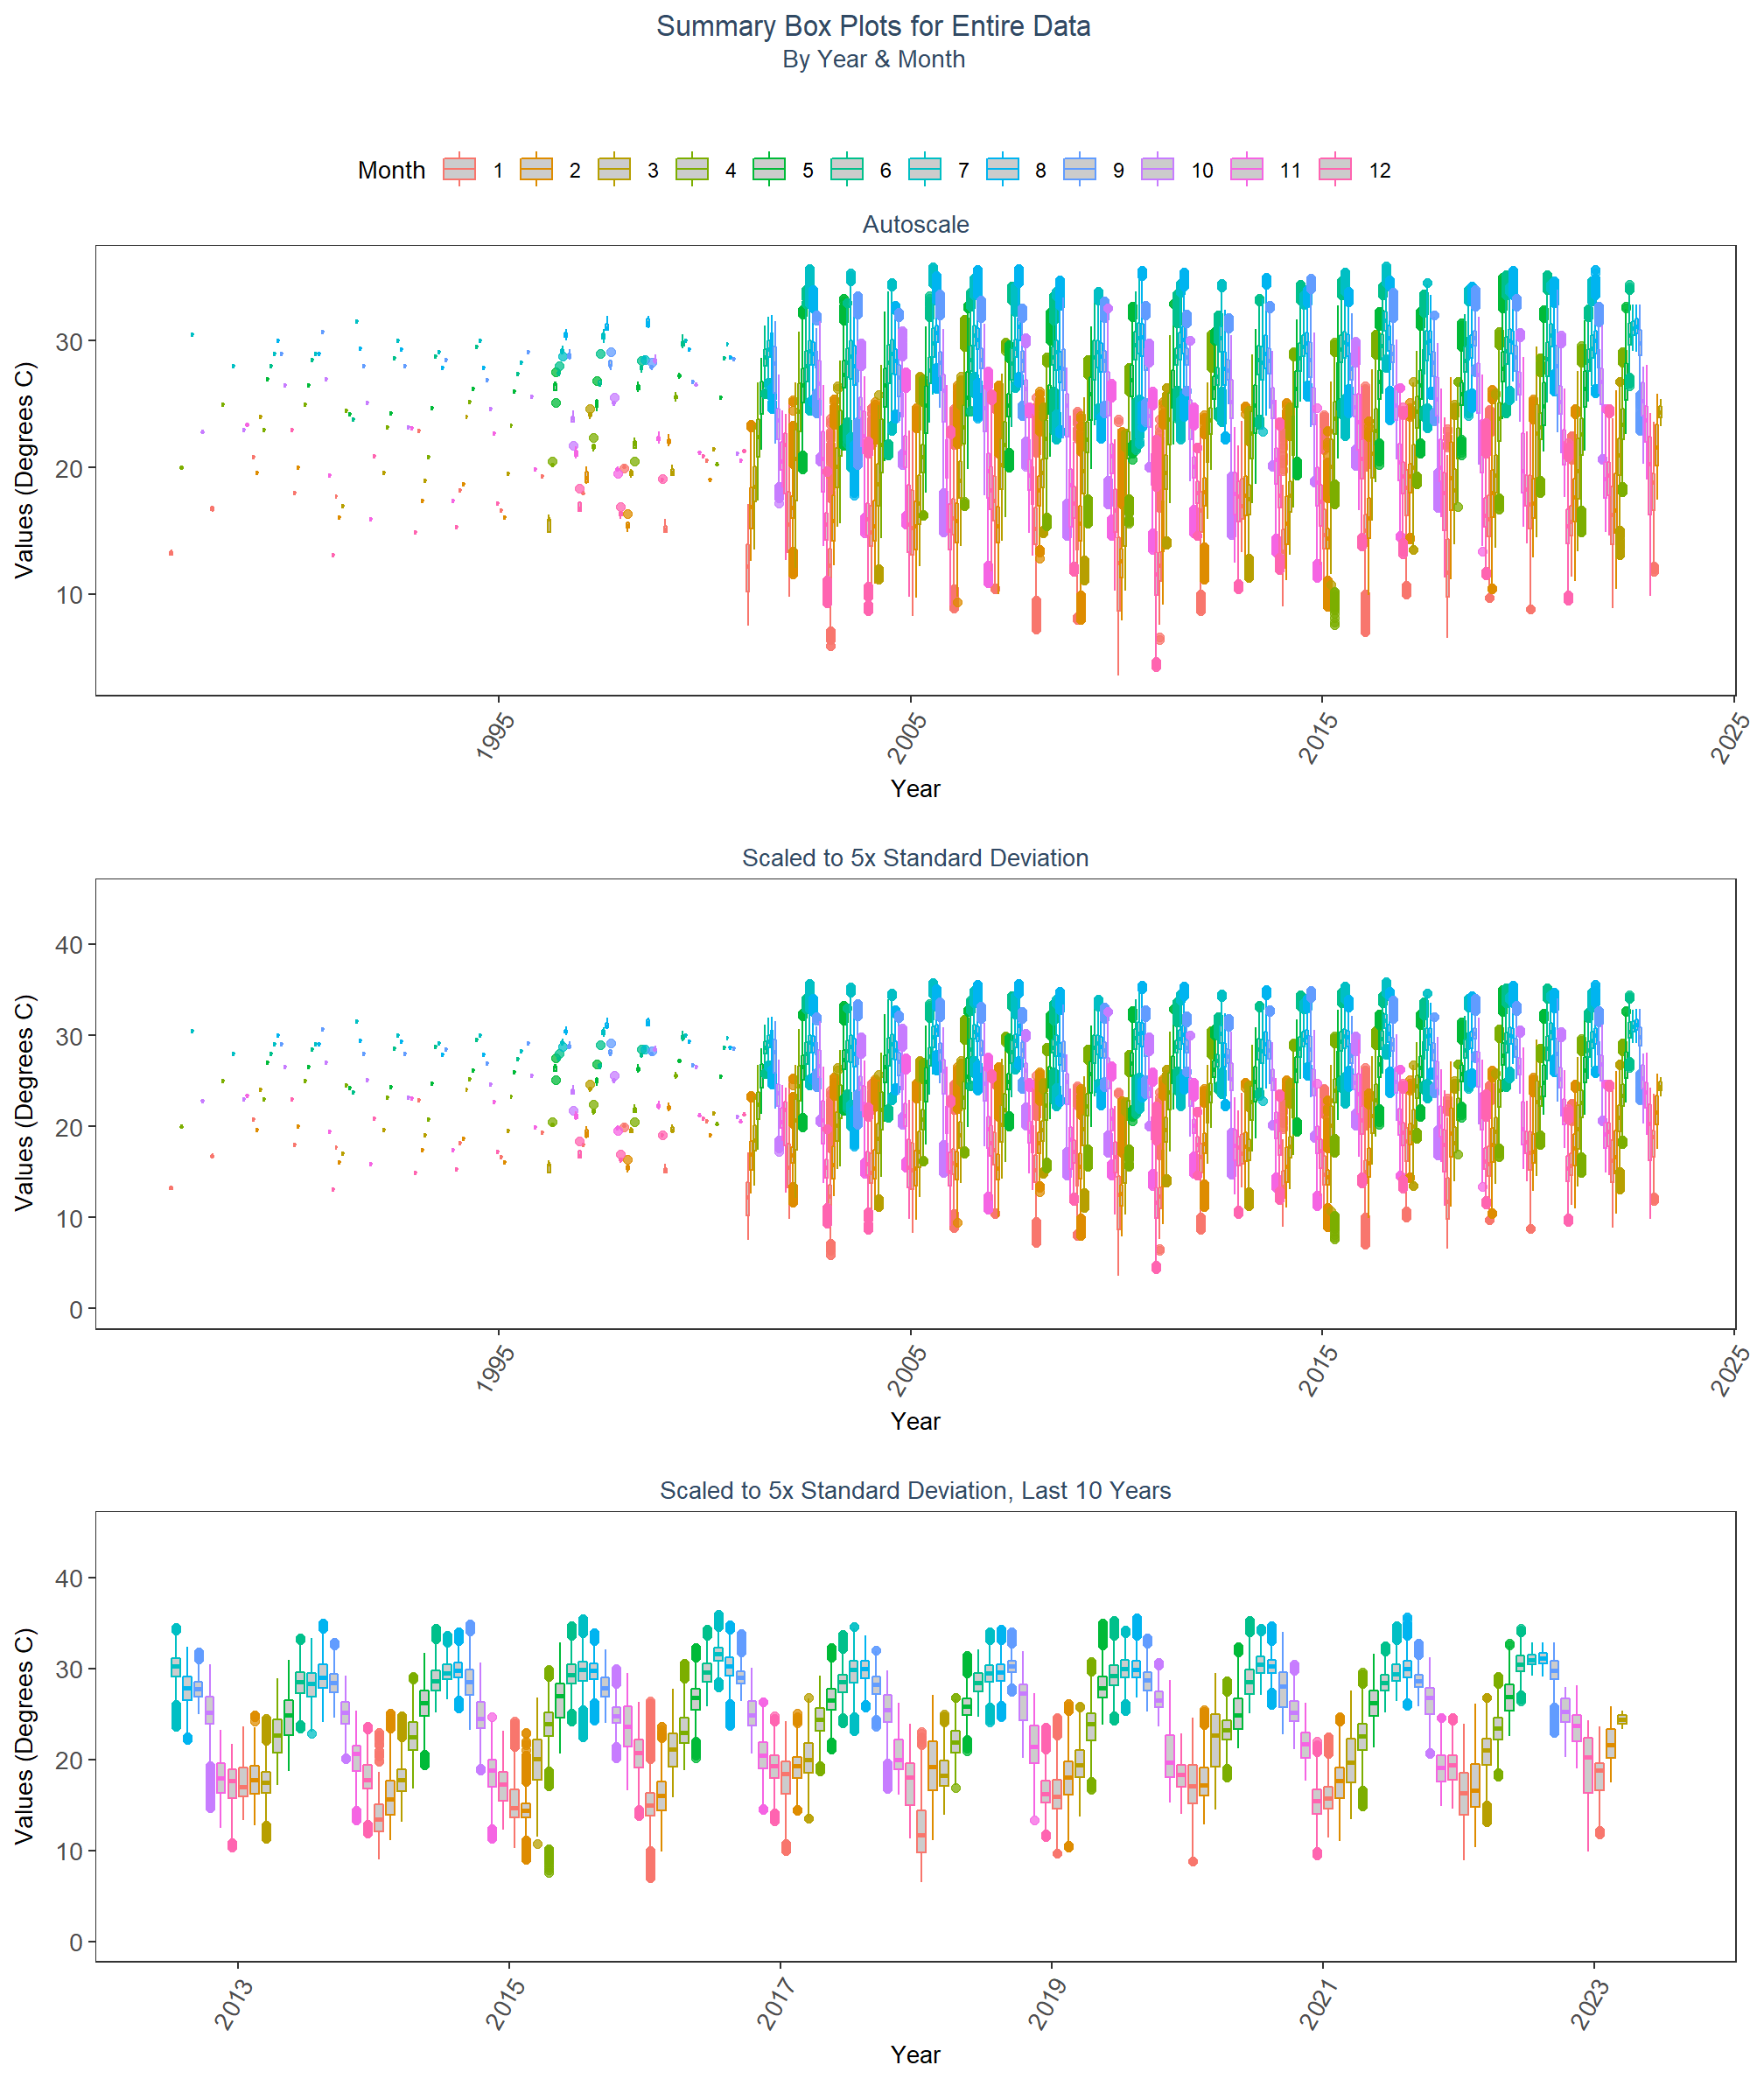 Summary Box Plots for Entire Data
By Year & Month
Month 1 2 3 4 5 6 7 8 9 10 11 12
Autoscale
Values (Degrees C)
30
20
10
1995 2005 2015 2025
Year
Scaled to 5x Standard Deviation
Values (Degrees C)
40
30
20
10
0
1995 2005 2015 2025
Year
Scaled to 5x Standard Deviation, Last 10 Years
Values (Degrees C)
40
30
20
10
0
2013 2015 2017 2019 2021 2023
Year